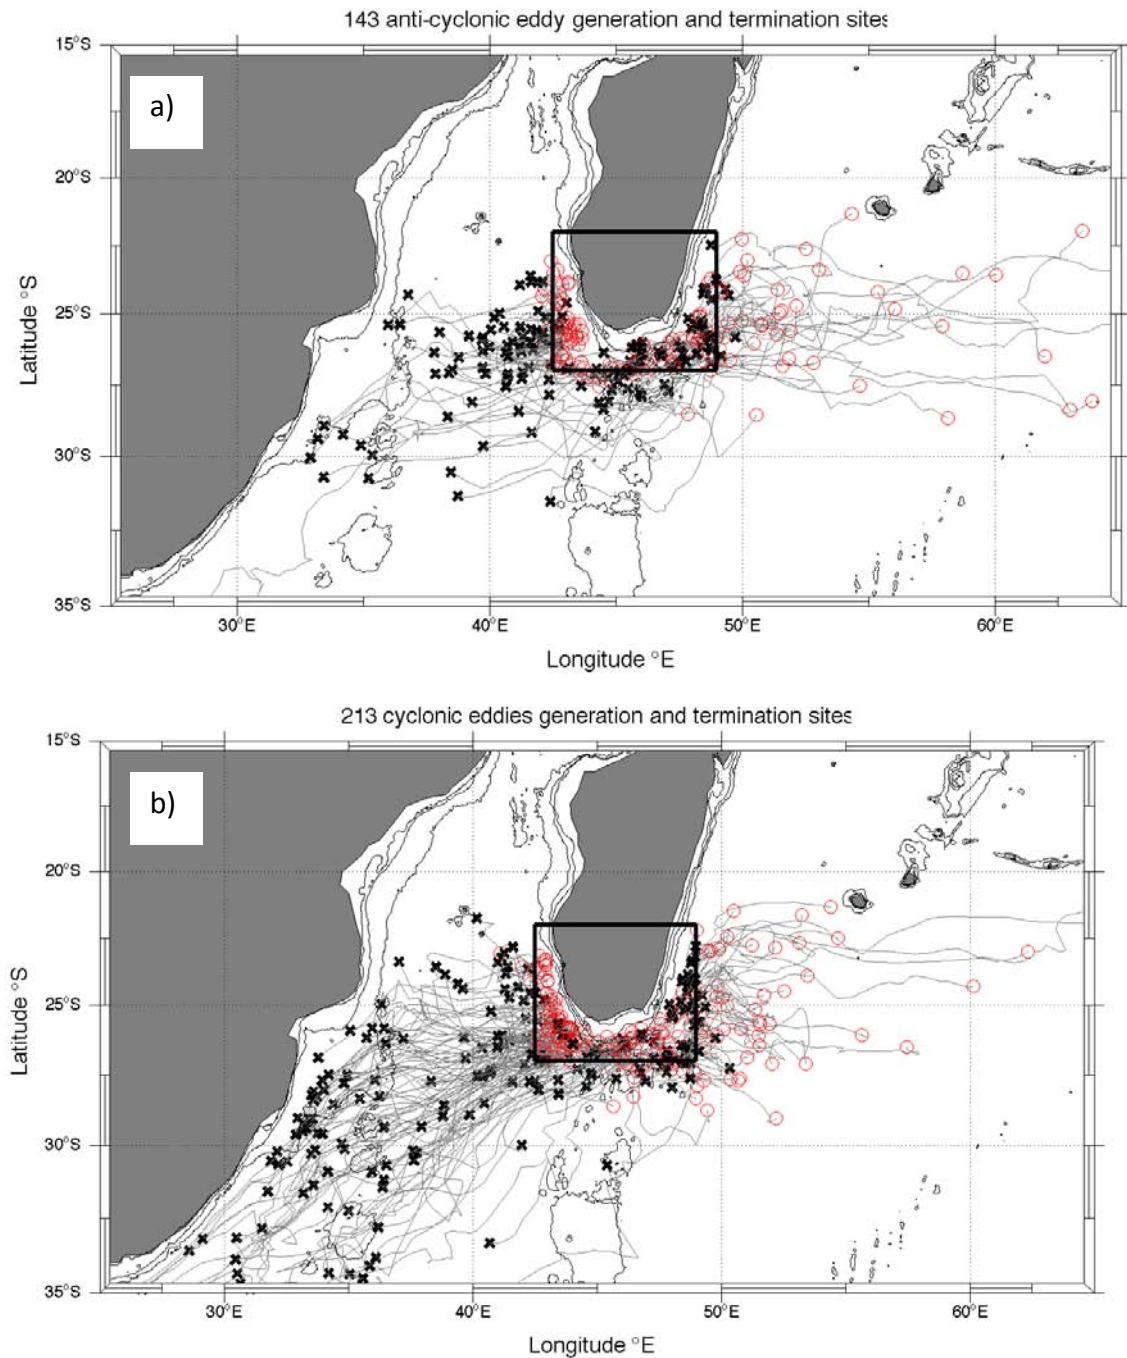 143 anti-cyclonic eddy generation and termination sites
15°S
a)
20°S
25°S
30°S
35°S
Latitude °S
30°E 40°E 50°E 60°E
Longitude °E
213 cyclonic eddies generation and termination sites
15°S
b)
20°S
25°S
30°S
35°S
Latitude °S
30°E 40°E 50°E 60°E
Longitude °E